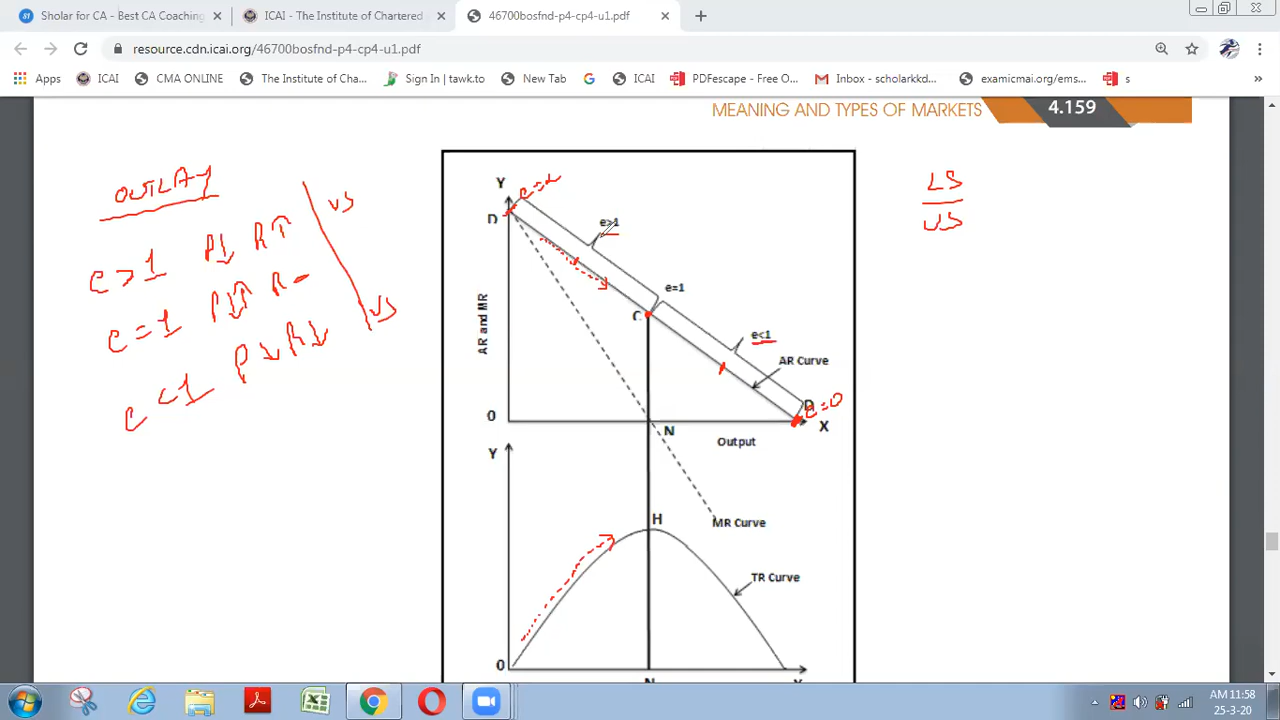 Sholar for CA - Best CA Coaching
ICAI - The Institute of Chartered
46700bosfnd-p4-cp4-u1.pdf
resource.cdn.icai.org/46700bosfnd-p4-cp4-u1.pdf
Apps
ICAI
CMA ONLINE
The Institute of Cha...
Sign In | twk.to
New Tab
ICAI
PDFescape - Free O...
Inbox - scholarkkd...
examicmai.org/ems...
s
»
MEANING AND TYPES OF MARKETS 4.159
OUTLAY
e > 1 P↓ R↑
e = 1 P↓↑ R -
e < 1 P↓ R↓
VS
VS
LS
US
Y
D
e>1
e=1
C
e<1
AR and MR
AR Curve
D
e=0
0
N
X
Output
Y
MR Curve
H
TR Curve
0
N
X
AM 11:58
25-3-20